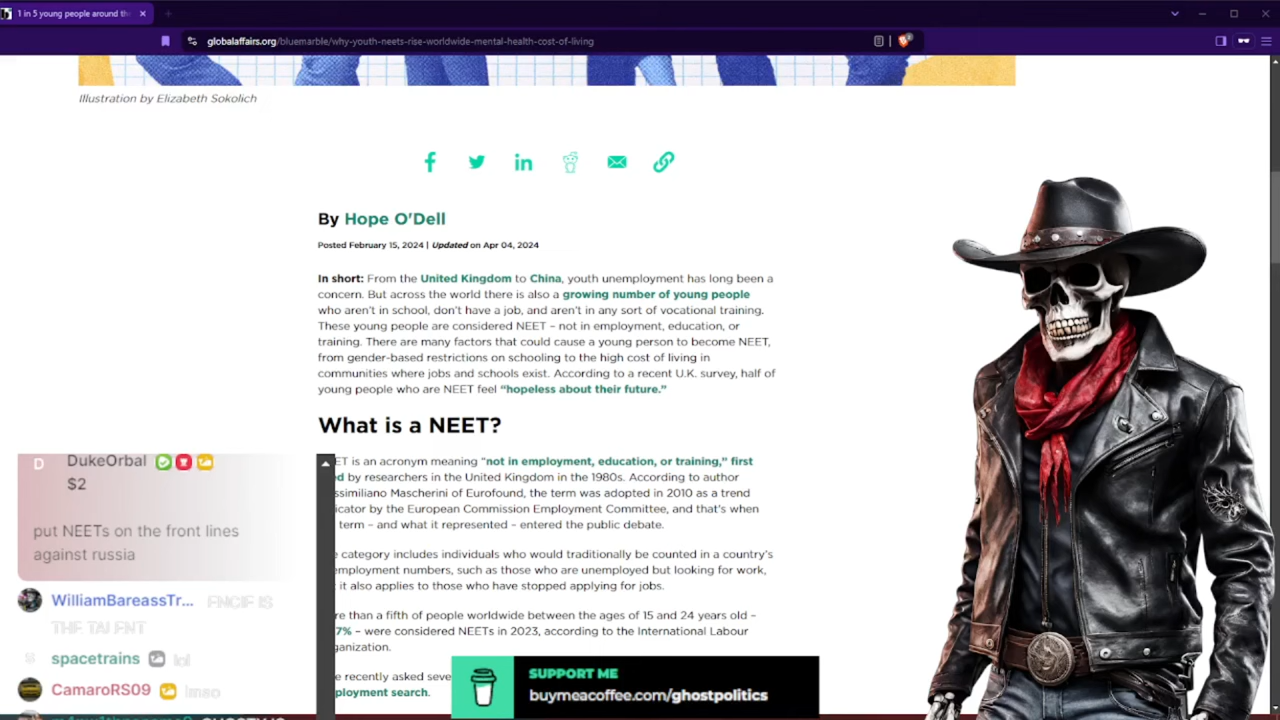 1 in 5 young people around the
globalaffairs.org/bluemarble/why-youth-neets-rise-worldwide-mental-health-cost-of-living
Illustration by Elizabeth Sokolich
By Hope O'Dell
Posted February 15, 2024 | Updated on Apr 04, 2024
In short: From the United Kingdom to China, youth unemployment has long been a
concern. But across the world there is also a growing number of young people
who aren't in school, don't have a job, and aren't in any sort of vocational training.
These young people are considered NEET – not in employment, education, or
training. There are many factors that could cause a young person to become NEET,
from gender-based restrictions on schooling to the high cost of living in
communities where jobs and schools exist. According to a recent U.K. survey, half of
young people who are NEET feel "hopeless about their future."
What is a NEET?
ET is an acronym meaning "not in employment, education, or training," first
d by researchers in the United Kingdom in the 1980s. According to author
ssimiliano Mascherini of Eurofound, the term was adopted in 2010 as a trend
icator by the European Commission Employment Committee, and that's when
term – and what it represented – entered the public debate.
category includes individuals who would traditionally be counted in a country's
employment numbers, such as those who are unemployed but looking for work,
it also applies to those who have stopped applying for jobs.
re than a fifth of people worldwide between the ages of 15 and 24 years old –
7% – were considered NEETs in 2023, according to the International Labour
ganization.
e recently asked seve
ployment search.
D DukeOrbal
$2
put NEETs on the front lines
against russia
WilliamBareassTr...
IS
THE TALENT
spacetrains lol
CamaroRS09 lmao
SUPPORT ME
buymeacoffee.com/ghostpolitics